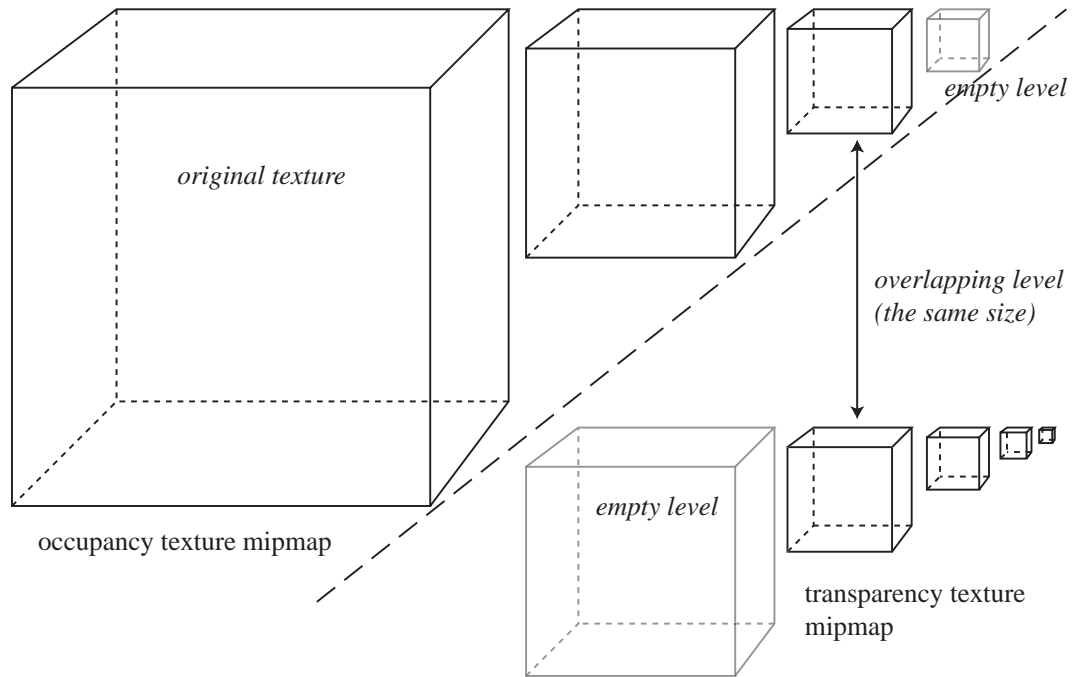 empty level
original texture
overlapping level
(the same size)
empty level
occupancy texture mipmap
transparency texture
mipmap